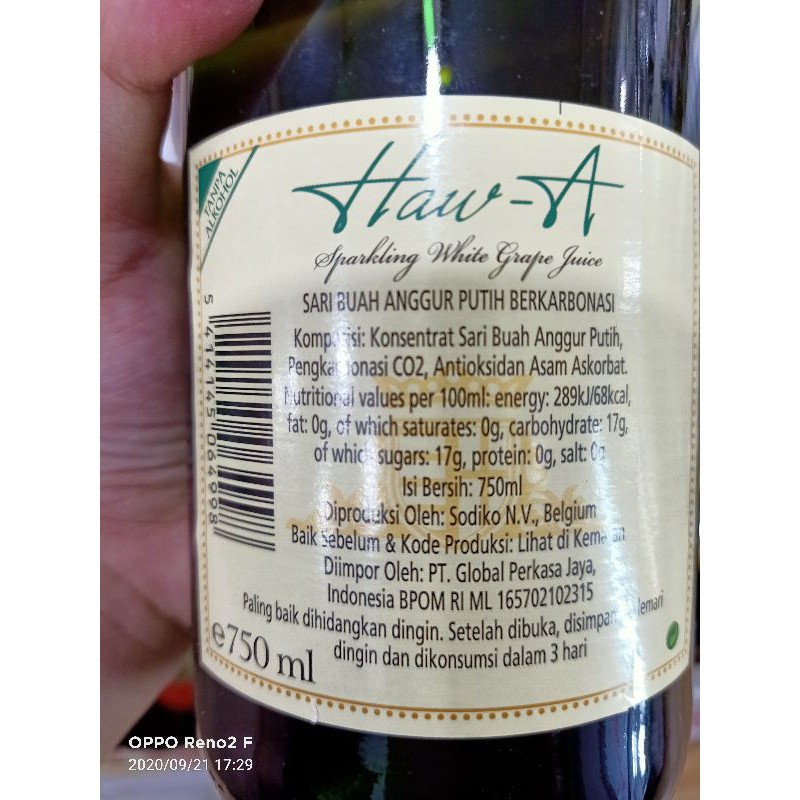 TANPA
ALKOHOL
Haw-A
Sparkling White Grape Juice
SARI BUAH ANGGUR PUTIH BERKARBONASI
Komposisi: Konsentrat Sari Buah Anggur Putih,
Pengkarbonasi CO2, Antioksidan Asam Askorbat.
Nutritional values per 100ml: energy: 289kJ/68kcal,
fat: 0g, of which saturates: 0g, carbohydrate: 17g,
of which sugars: 17g, protein: 0g, salt: 0g
Isi Bersih: 750ml
Diproduksi Oleh: Sodiko N.V., Belgium
Baik Sebelum & Kode Produksi: Lihat di Kemasan
Diimpor Oleh: PT. Global Perkasa Jaya,
Indonesia BPOM RI ML 165702102315
Paling baik dihidangkan dingin. Setelah dibuka, disimpan lemari
dingin dan dikonsumsi dalam 3 hari
e750 ml
5 414145 064998
OPPO Reno2 F
2020/09/21 17:29